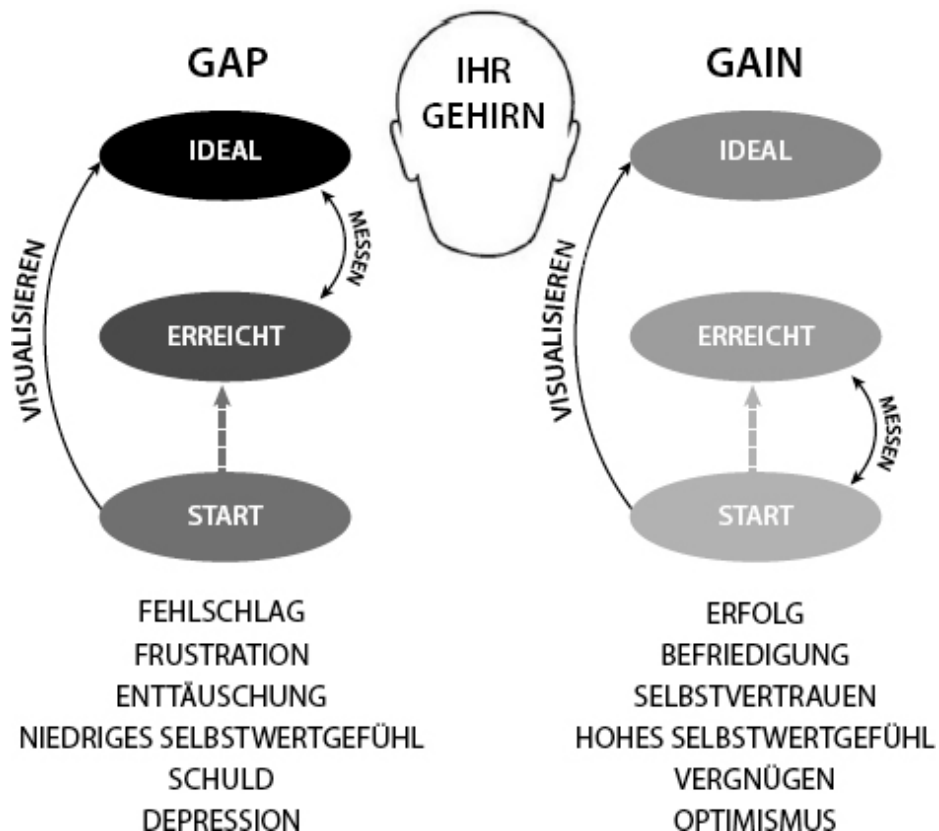 GAP
IHR
GEHIRN
GAIN
IDEAL
MESSEN
VISUALISIEREN
ERREICHT
START
IDEAL
VISUALISIEREN
ERREICHT
MESSEN
START
FEHLSCHLAG
FRUSTRATION
ENTTÄUSCHUNG
NIEDRIGES SELBSTWERTGEFÜHL
SCHULD
DEPRESSION
ERFOLG
BEFRIEDIGUNG
SELBSTVERTRAUEN
HOHES SELBSTWERTGEFÜHL
VERGNÜGEN
OPTIMISMUS